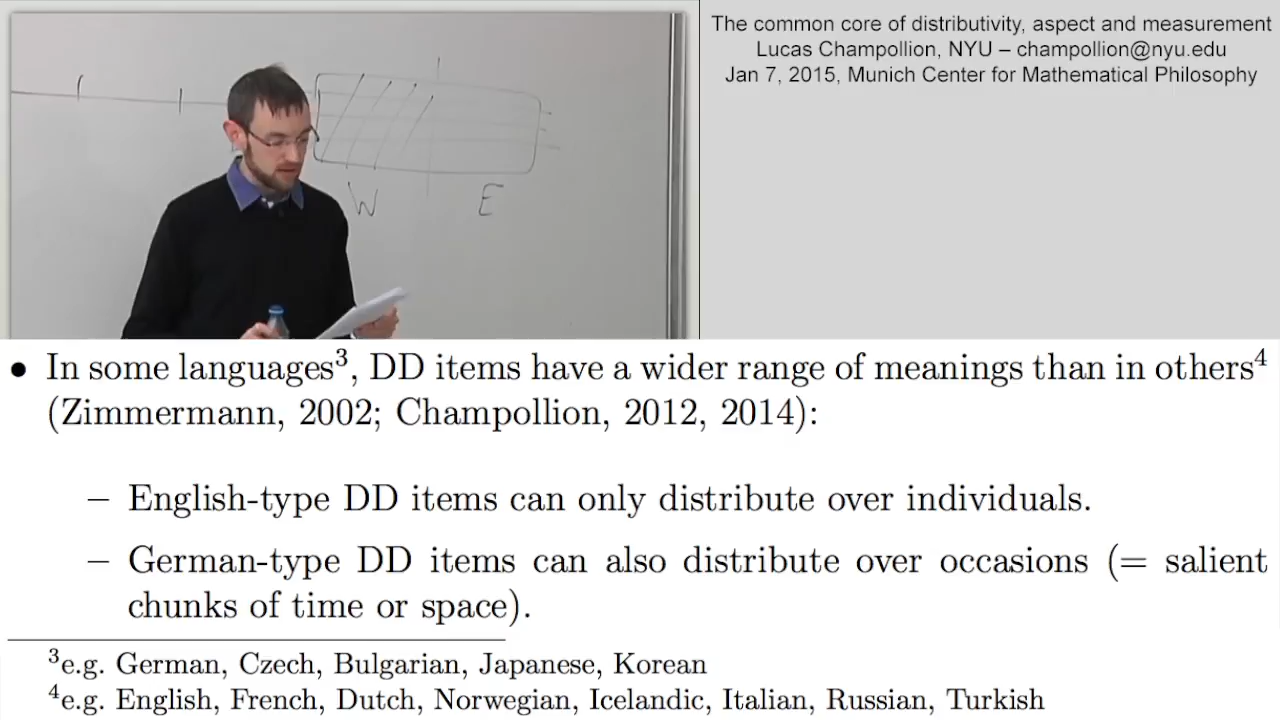 The common core of distributivity, aspect and measurement
Lucas Champollion, NYU – champollion@nyu.edu
Jan 7, 2015, Munich Center for Mathematical Philosophy
W E
• In some languages³, DD items have a wider range of meanings than in others⁴
(Zimmermann, 2002; Champollion, 2012, 2014):
– English-type DD items can only distribute over individuals.
– German-type DD items can also distribute over occasions (= salient
chunks of time or space).
³e.g. German, Czech, Bulgarian, Japanese, Korean
⁴e.g. English, French, Dutch, Norwegian, Icelandic, Italian, Russian, Turkish